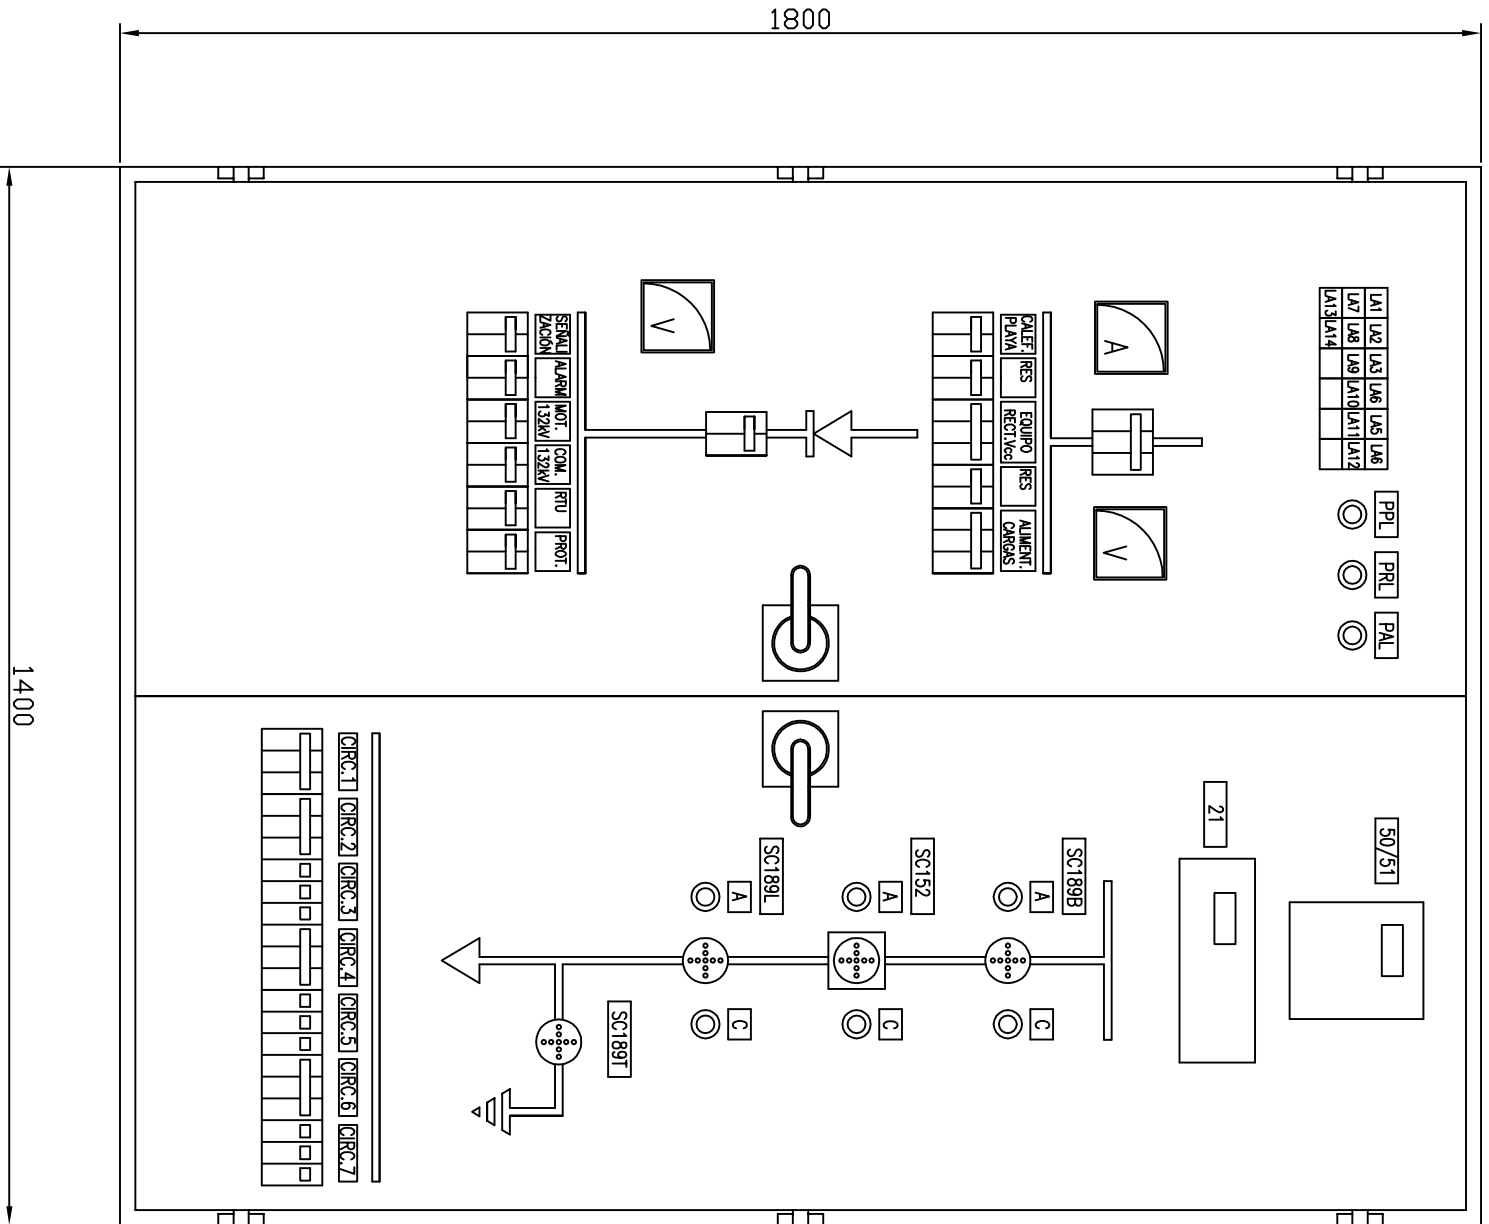 1800
1400
LA1 LA2 LA3 LA6 LA5 LA6
LA7 LA8 LA9 LA10 LA11 LA12
LA13 LA14
PPL PRL PAL
A
V
CALEF.
PLAYA
RES
EQUIPO
RECT.Vcc
RES
ALIMENT.
CARGAS
V
SEÑALI
ZACIÓN
ALARM
MOT.
132kV
COM.
132kV
RTU
PROT.
50/51
21
SC189B
A C
SC152
A C
SC189L
A C
SC189T
CIRC.1 CIRC.2 CIRC.3 CIRC.4 CIRC.5 CIRC.6 CIRC.7